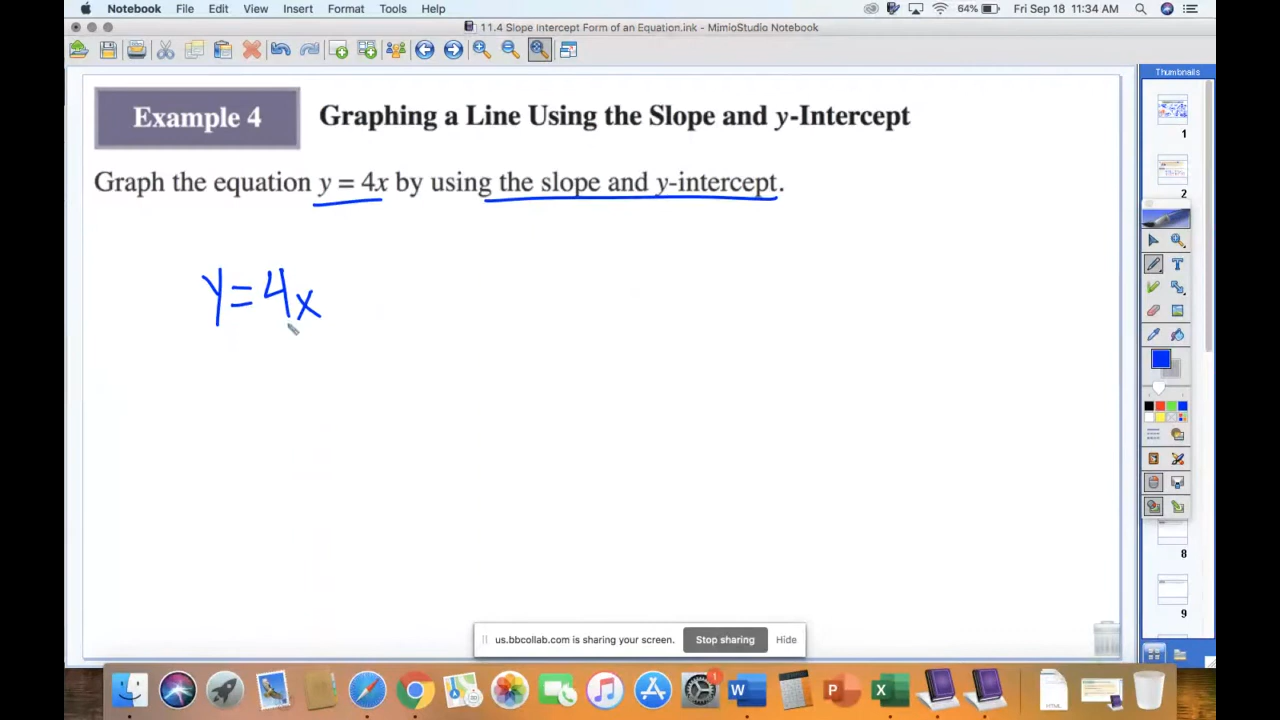 Notebook File Edit View Insert Format Tools Help 64% Fri Sep 18 11:34 AM
11.4 Slope Intercept Form of an Equation.ink - MimioStudio Notebook
Thumbnails
Example 4 Graphing a Line Using the Slope and y-Intercept
Graph the equation y = 4x by using the slope and y-intercept.
y=4x
1
2
8
9
us.bbcollab.com is sharing your screen. Stop sharing Hide